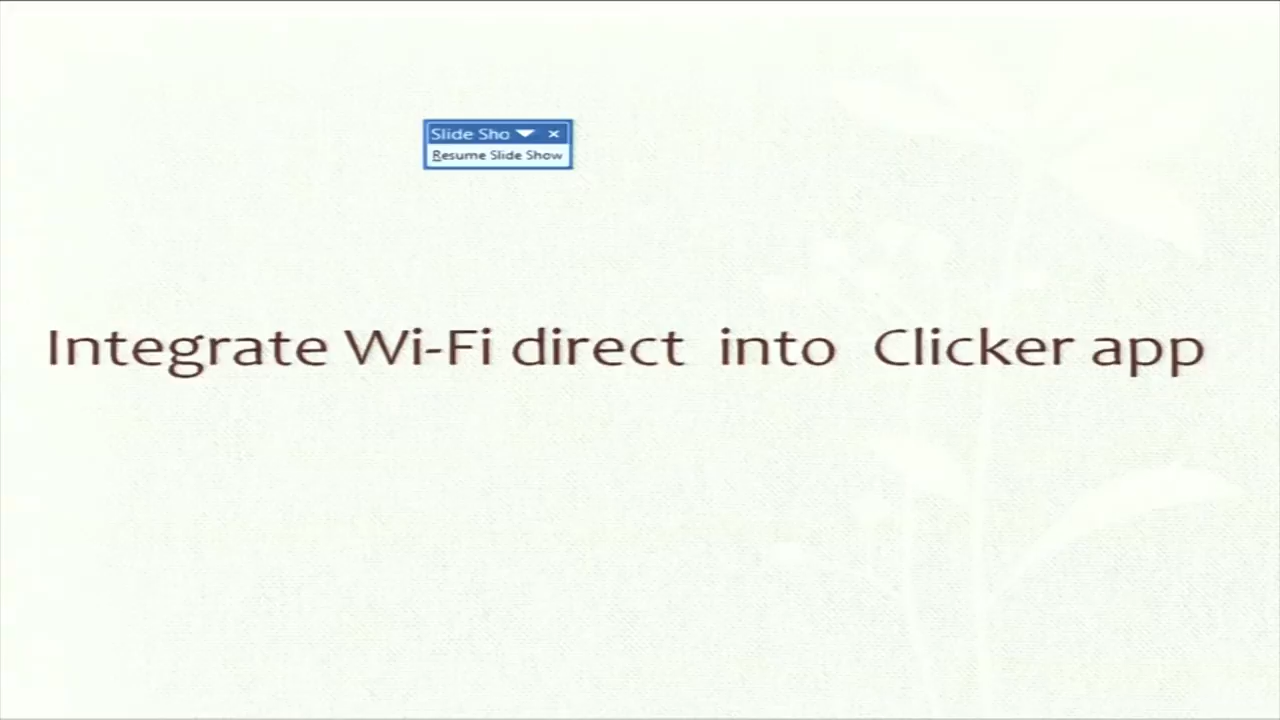 Slide Sho
Resume Slide Show
Integrate Wi-Fi direct into Clicker app